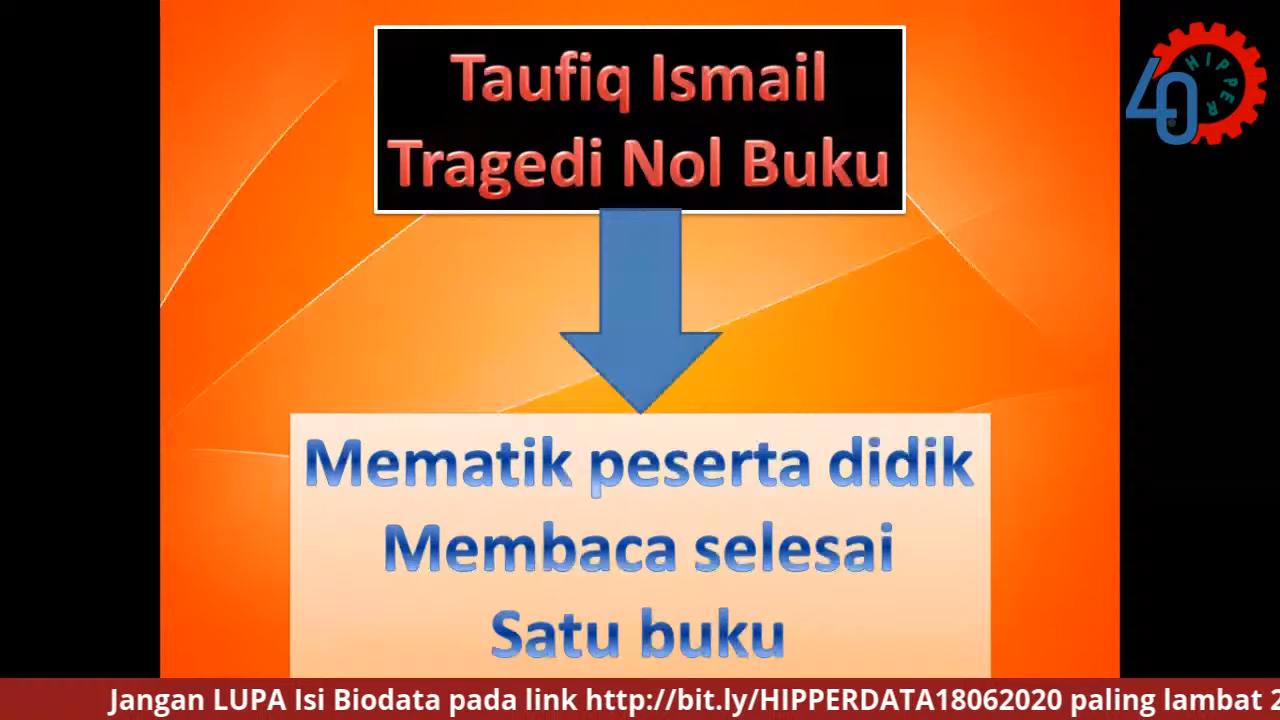 Taufiq Ismail
Tragedi Nol Buku
40 HIPPER
Mematik peserta didik
Membaca selesai
Satu buku
Jangan LUPA Isi Biodata pada link http://bit.ly/HIPPERDATA18062020 paling lambat 2